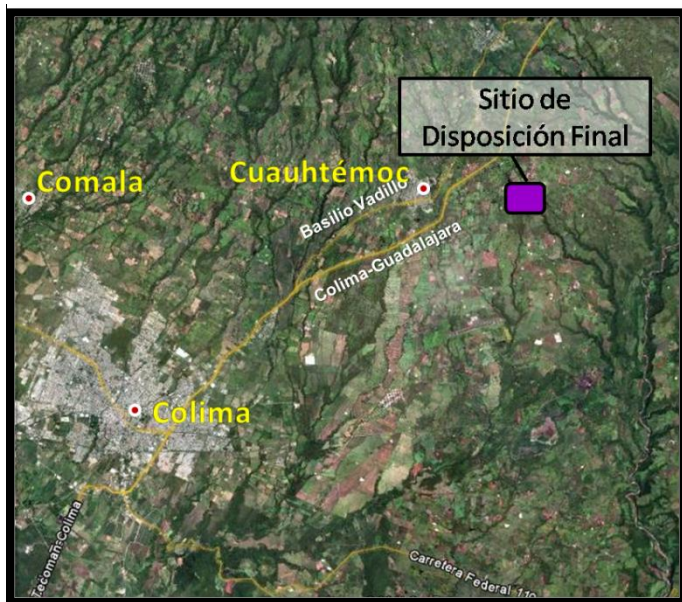 Sitio de
Disposición Final
Comala
Cuauhtémoc
Basilio Vadillo
Colima-Guadalajara
Colima
Tecomán-Colima
Carretera Federal 110